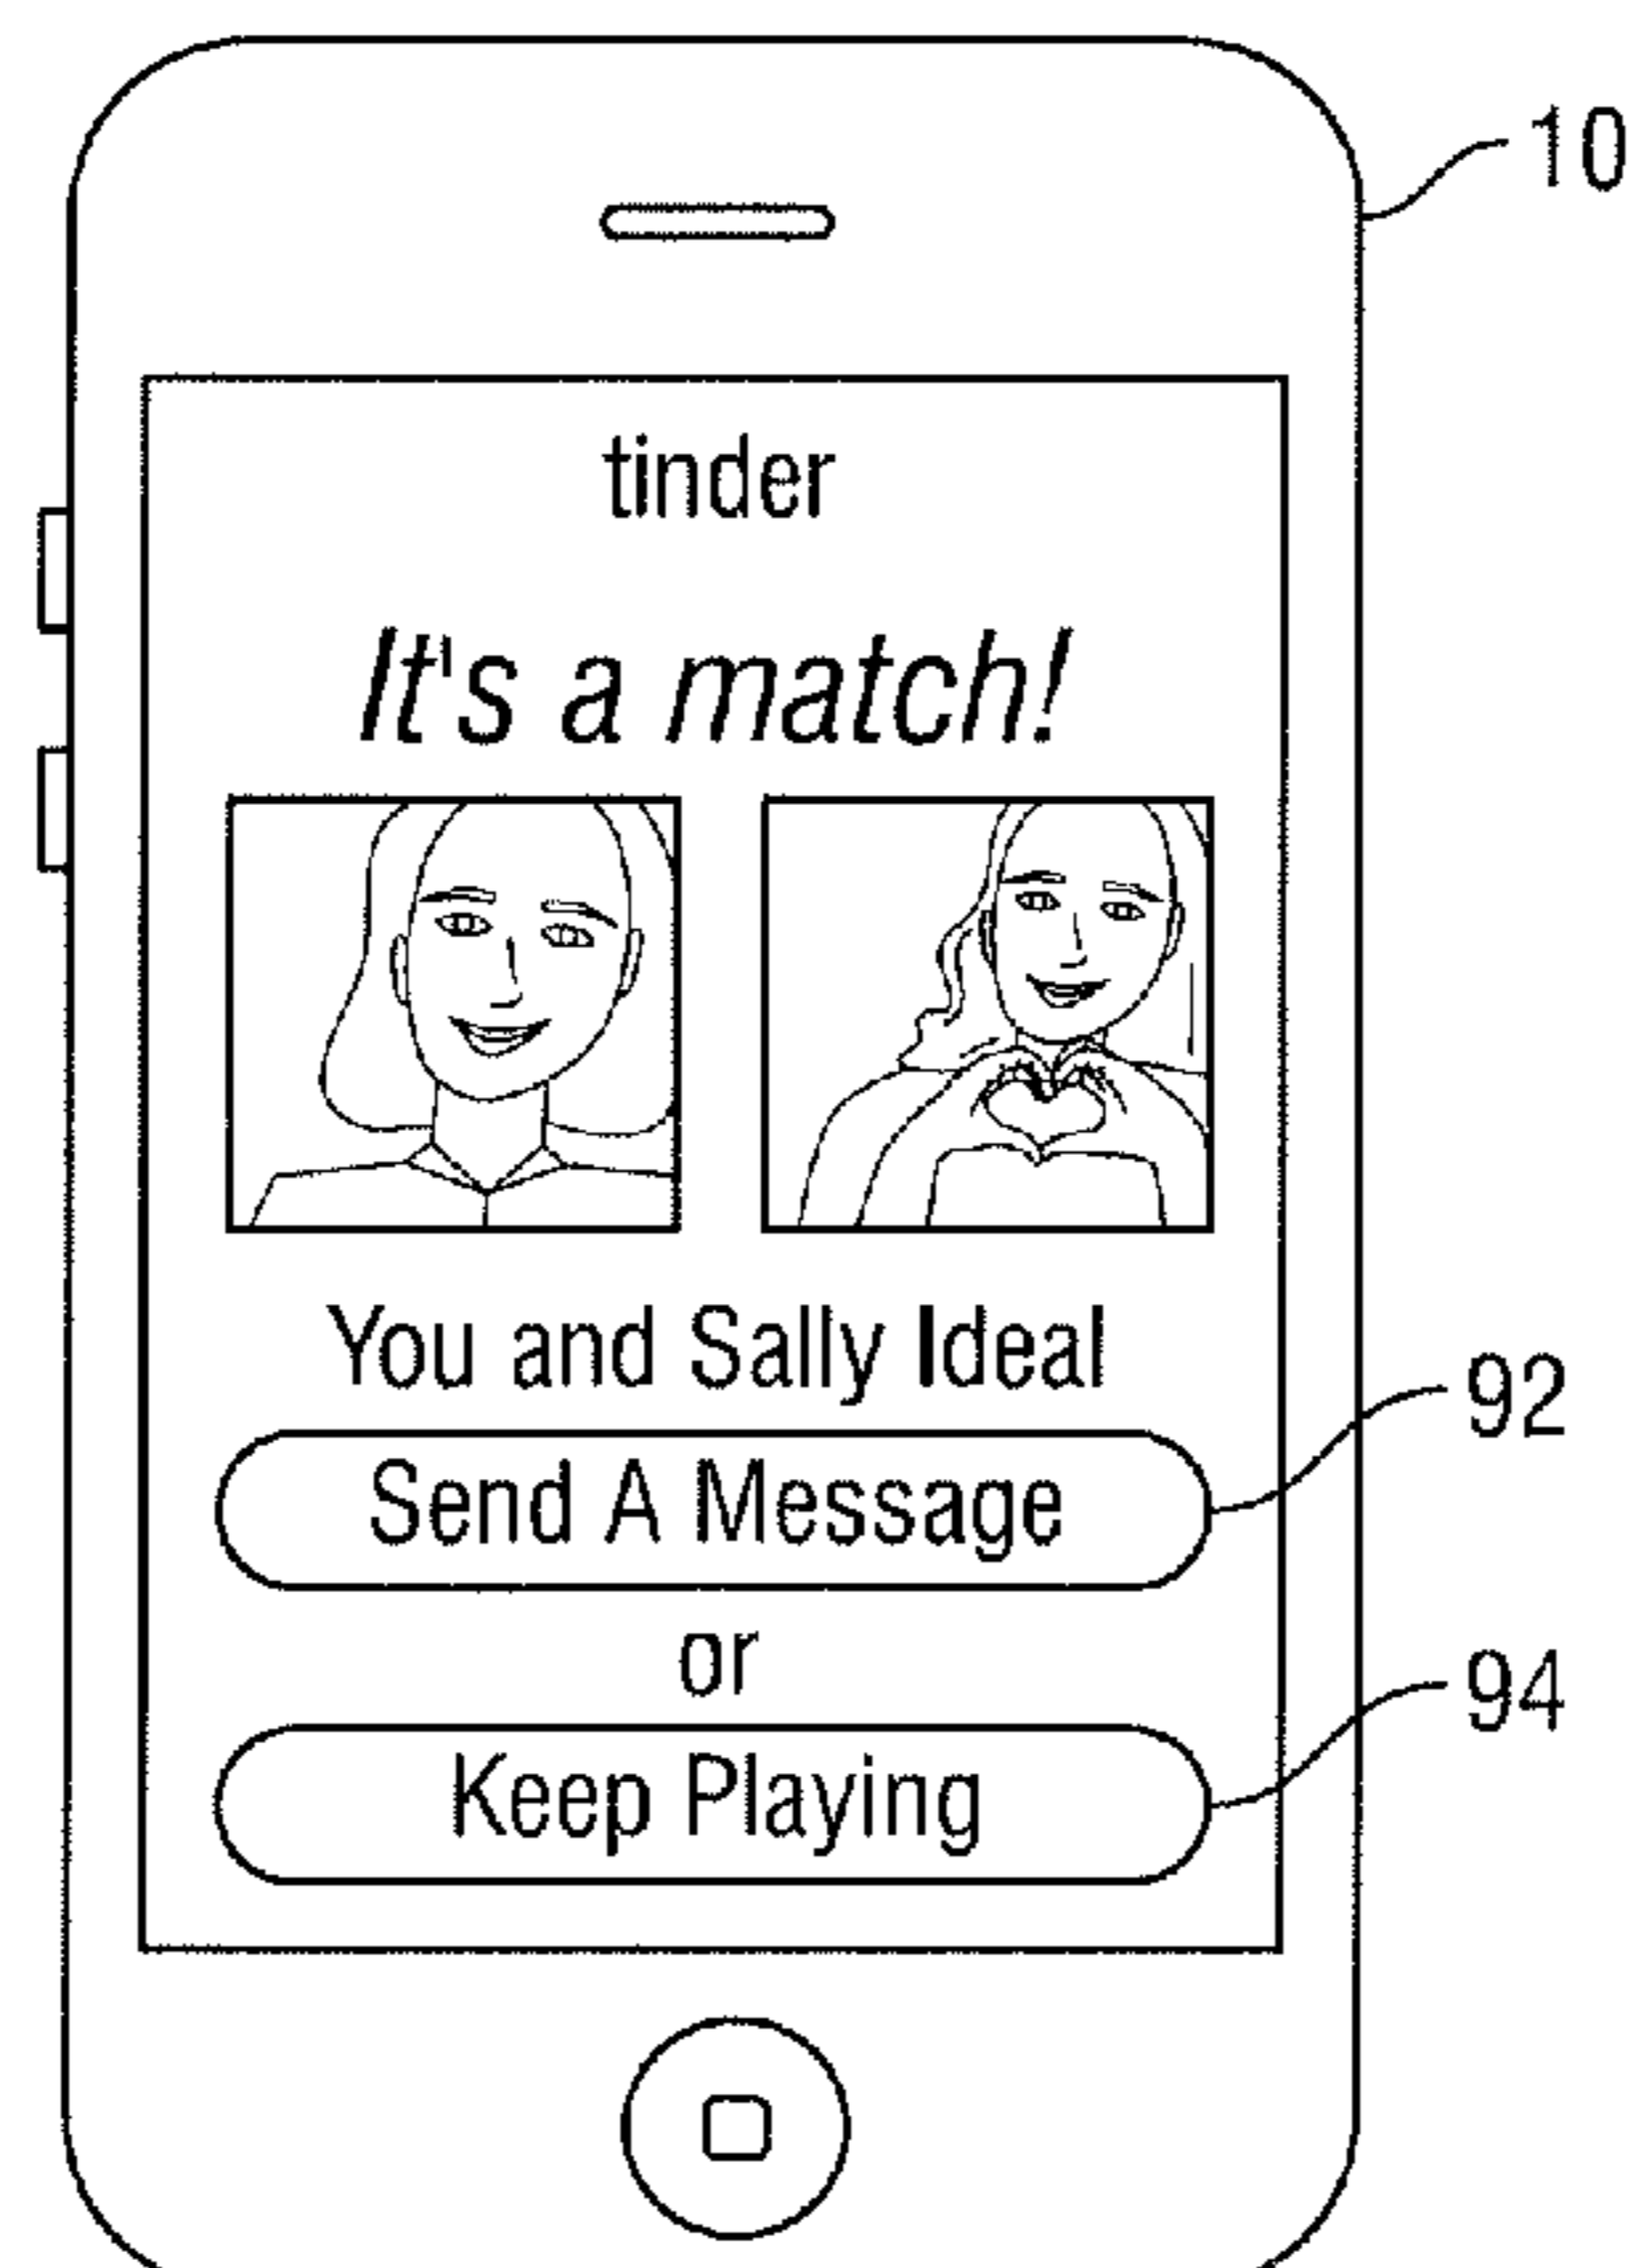 10
tinder
It's a match!
You and Sally Ideal
92
Send A Message
or
94
Keep Playing